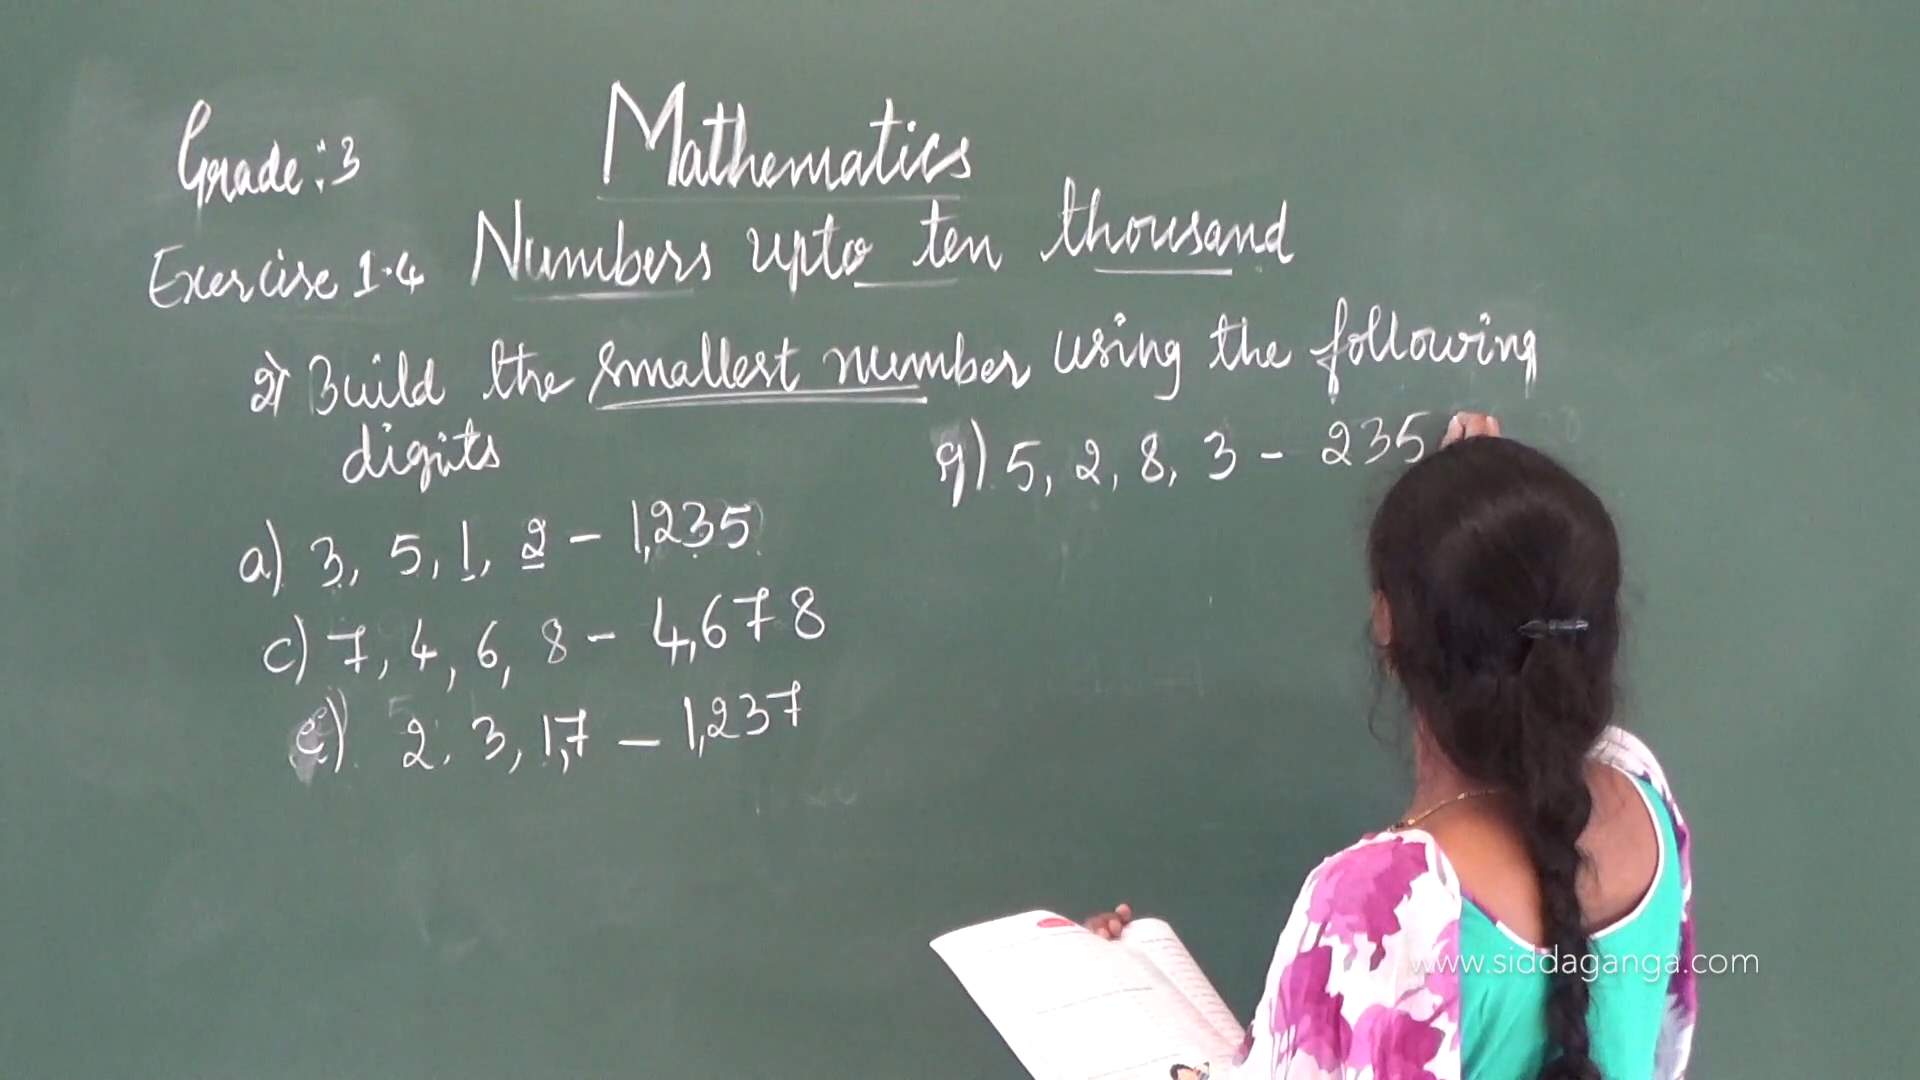 Grade: 3
Mathematics
Exercise 1.4 Numbers upto ten thousand
2) Build the smallest number using the following
digits
a) 3, 5, 1, 2 - 1,235
c) 7, 4, 6, 8 - 4,678
e) 2, 3, 1,7 - 1,237
g) 5, 2, 8, 3 - 235
www.siddaganga.com